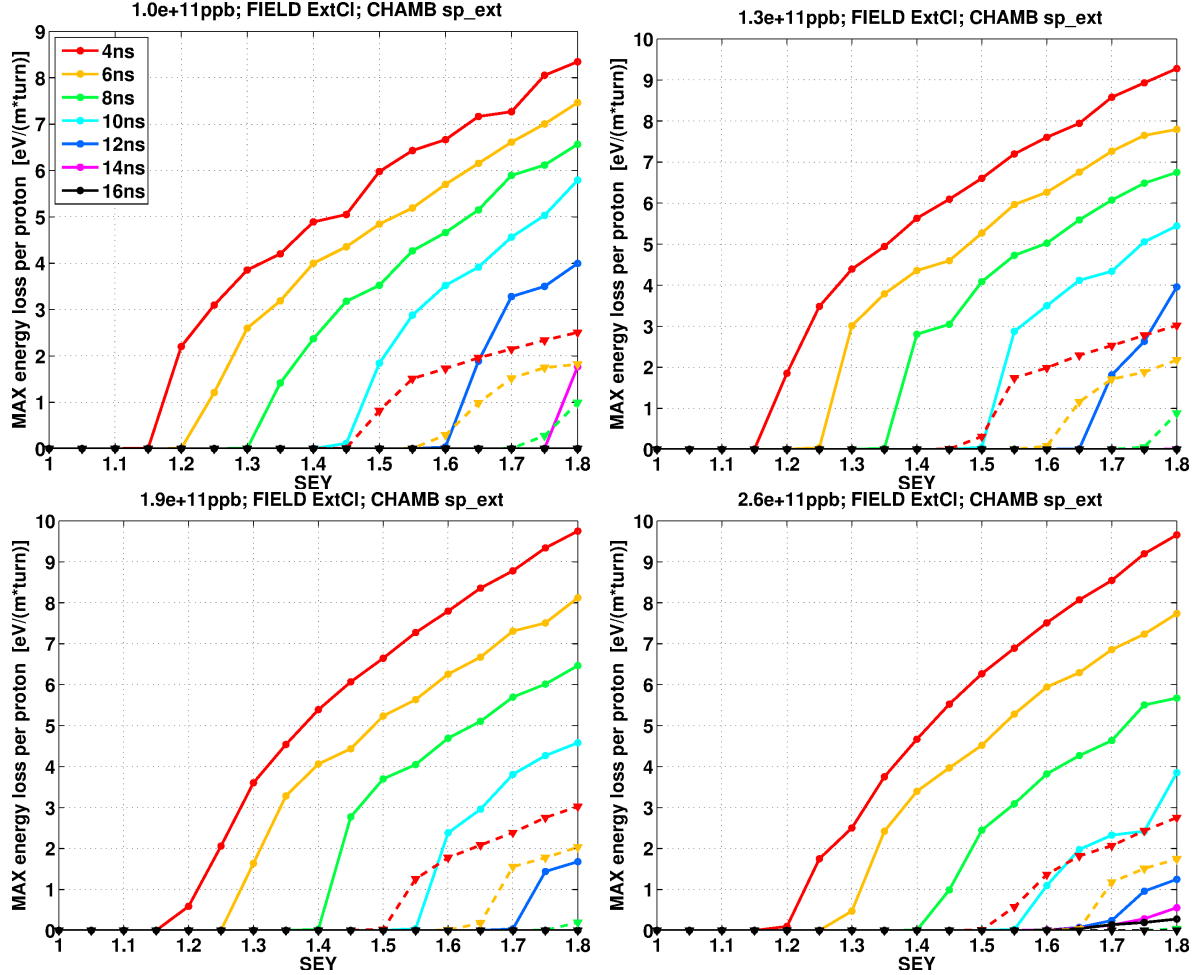 1.0e+11ppb; FIELD ExtCl; CHAMB sp_ext
MAX energy loss per proton [eV/(m*turn)]
9
8
7
6
5
4
3
2
1
0
4ns
6ns
8ns
10ns
12ns
14ns
16ns
1 1.1 1.2 1.3 1.4 1.5 1.6 1.7 1.8
SEY
1.3e+11ppb; FIELD ExtCl; CHAMB sp_ext
MAX energy loss per proton [eV/(m*turn)]
10
9
8
7
6
5
4
3
2
1
0
1 1.1 1.2 1.3 1.4 1.5 1.6 1.7 1.8
SEY
1.9e+11ppb; FIELD ExtCl; CHAMB sp_ext
MAX energy loss per proton [eV/(m*turn)]
10
9
8
7
6
5
4
3
2
1
0
1 1.1 1.2 1.3 1.4 1.5 1.6 1.7 1.8
SEY
2.6e+11ppb; FIELD ExtCl; CHAMB sp_ext
MAX energy loss per proton [eV/(m*turn)]
10
9
8
7
6
5
4
3
2
1
0
1 1.1 1.2 1.3 1.4 1.5 1.6 1.7 1.8
SEY